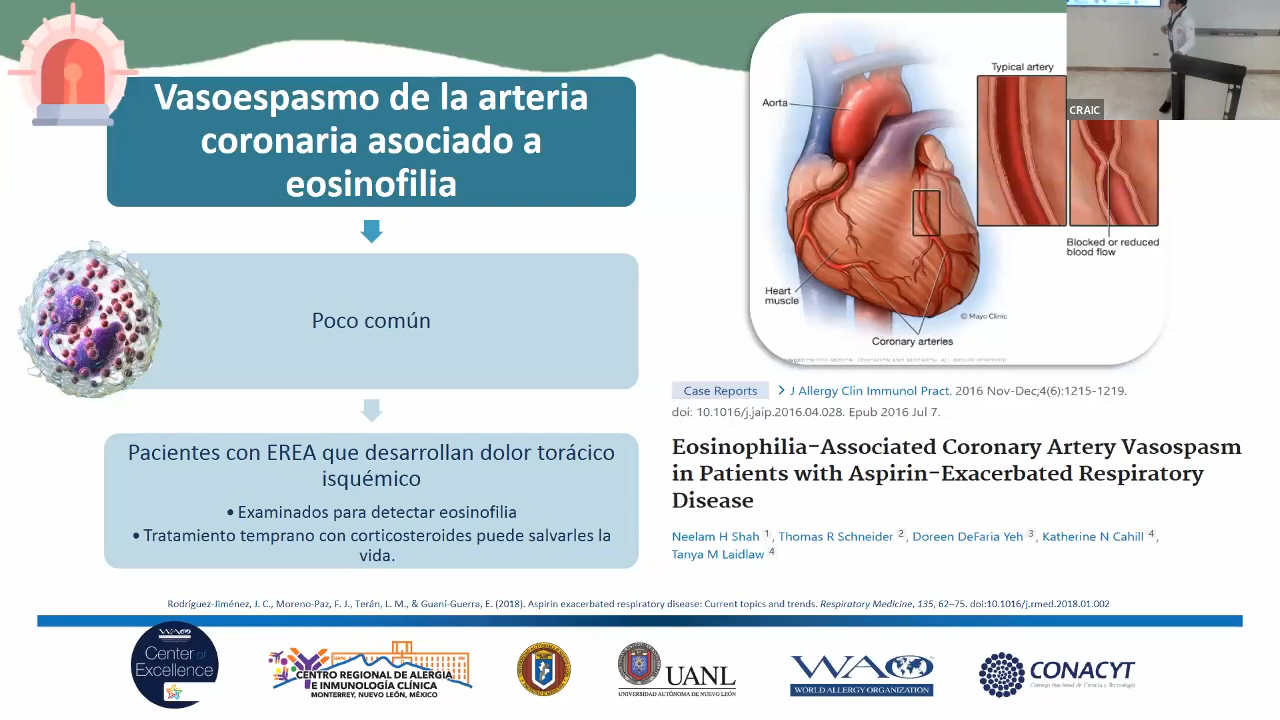 Vasoespasmo de la arteria
coronaria asociado a
eosinofilia
Poco común
Pacientes con EREA que desarrollan dolor torácico
isquémico
• Examinados para detectar eosinofilia
• Tratamiento temprano con corticosteroides puede salvarles la
vida.
Typical artery
Aorta
CRAIC
Blocked or reduced
blood flow
Heart
muscle
© Mayo Clinic
Coronary arteries
Case Reports > J Allergy Clin Immunol Pract. 2016 Nov-Dec;4(6):1215-1219.
doi: 10.1016/j.jaip.2016.04.028. Epub 2016 Jul 7.
Eosinophilia-Associated Coronary Artery Vasospasm
in Patients with Aspirin-Exacerbated Respiratory
Disease
Neelam H Shah 1, Thomas R Schneider 2, Doreen DeFaria Yeh 3, Katherine N Cahill 4,
Tanya M Laidlaw 4
Rodríguez-Jiménez, J. C., Moreno-Paz, F. J., Terán, L. M., & Guaní-Guerra, E. (2018). Aspirin exacerbated respiratory disease: Current topics and trends. Respiratory Medicine, 135, 62–75. doi:10.1016/j.rmed.2018.01.002
WAO
Center of
Excellence
CENTRO REGIONAL DE ALERGIA
E INMUNOLOGÍA CLÍNICA
MONTERREY, NUEVO LEÓN, MÉXICO
UANL
UNIVERSIDAD AUTÓNOMA DE NUEVO LEÓN
WAO
WORLD ALLERGY ORGANIZATION
CONACYT
Consejo Nacional de Ciencia y Tecnología